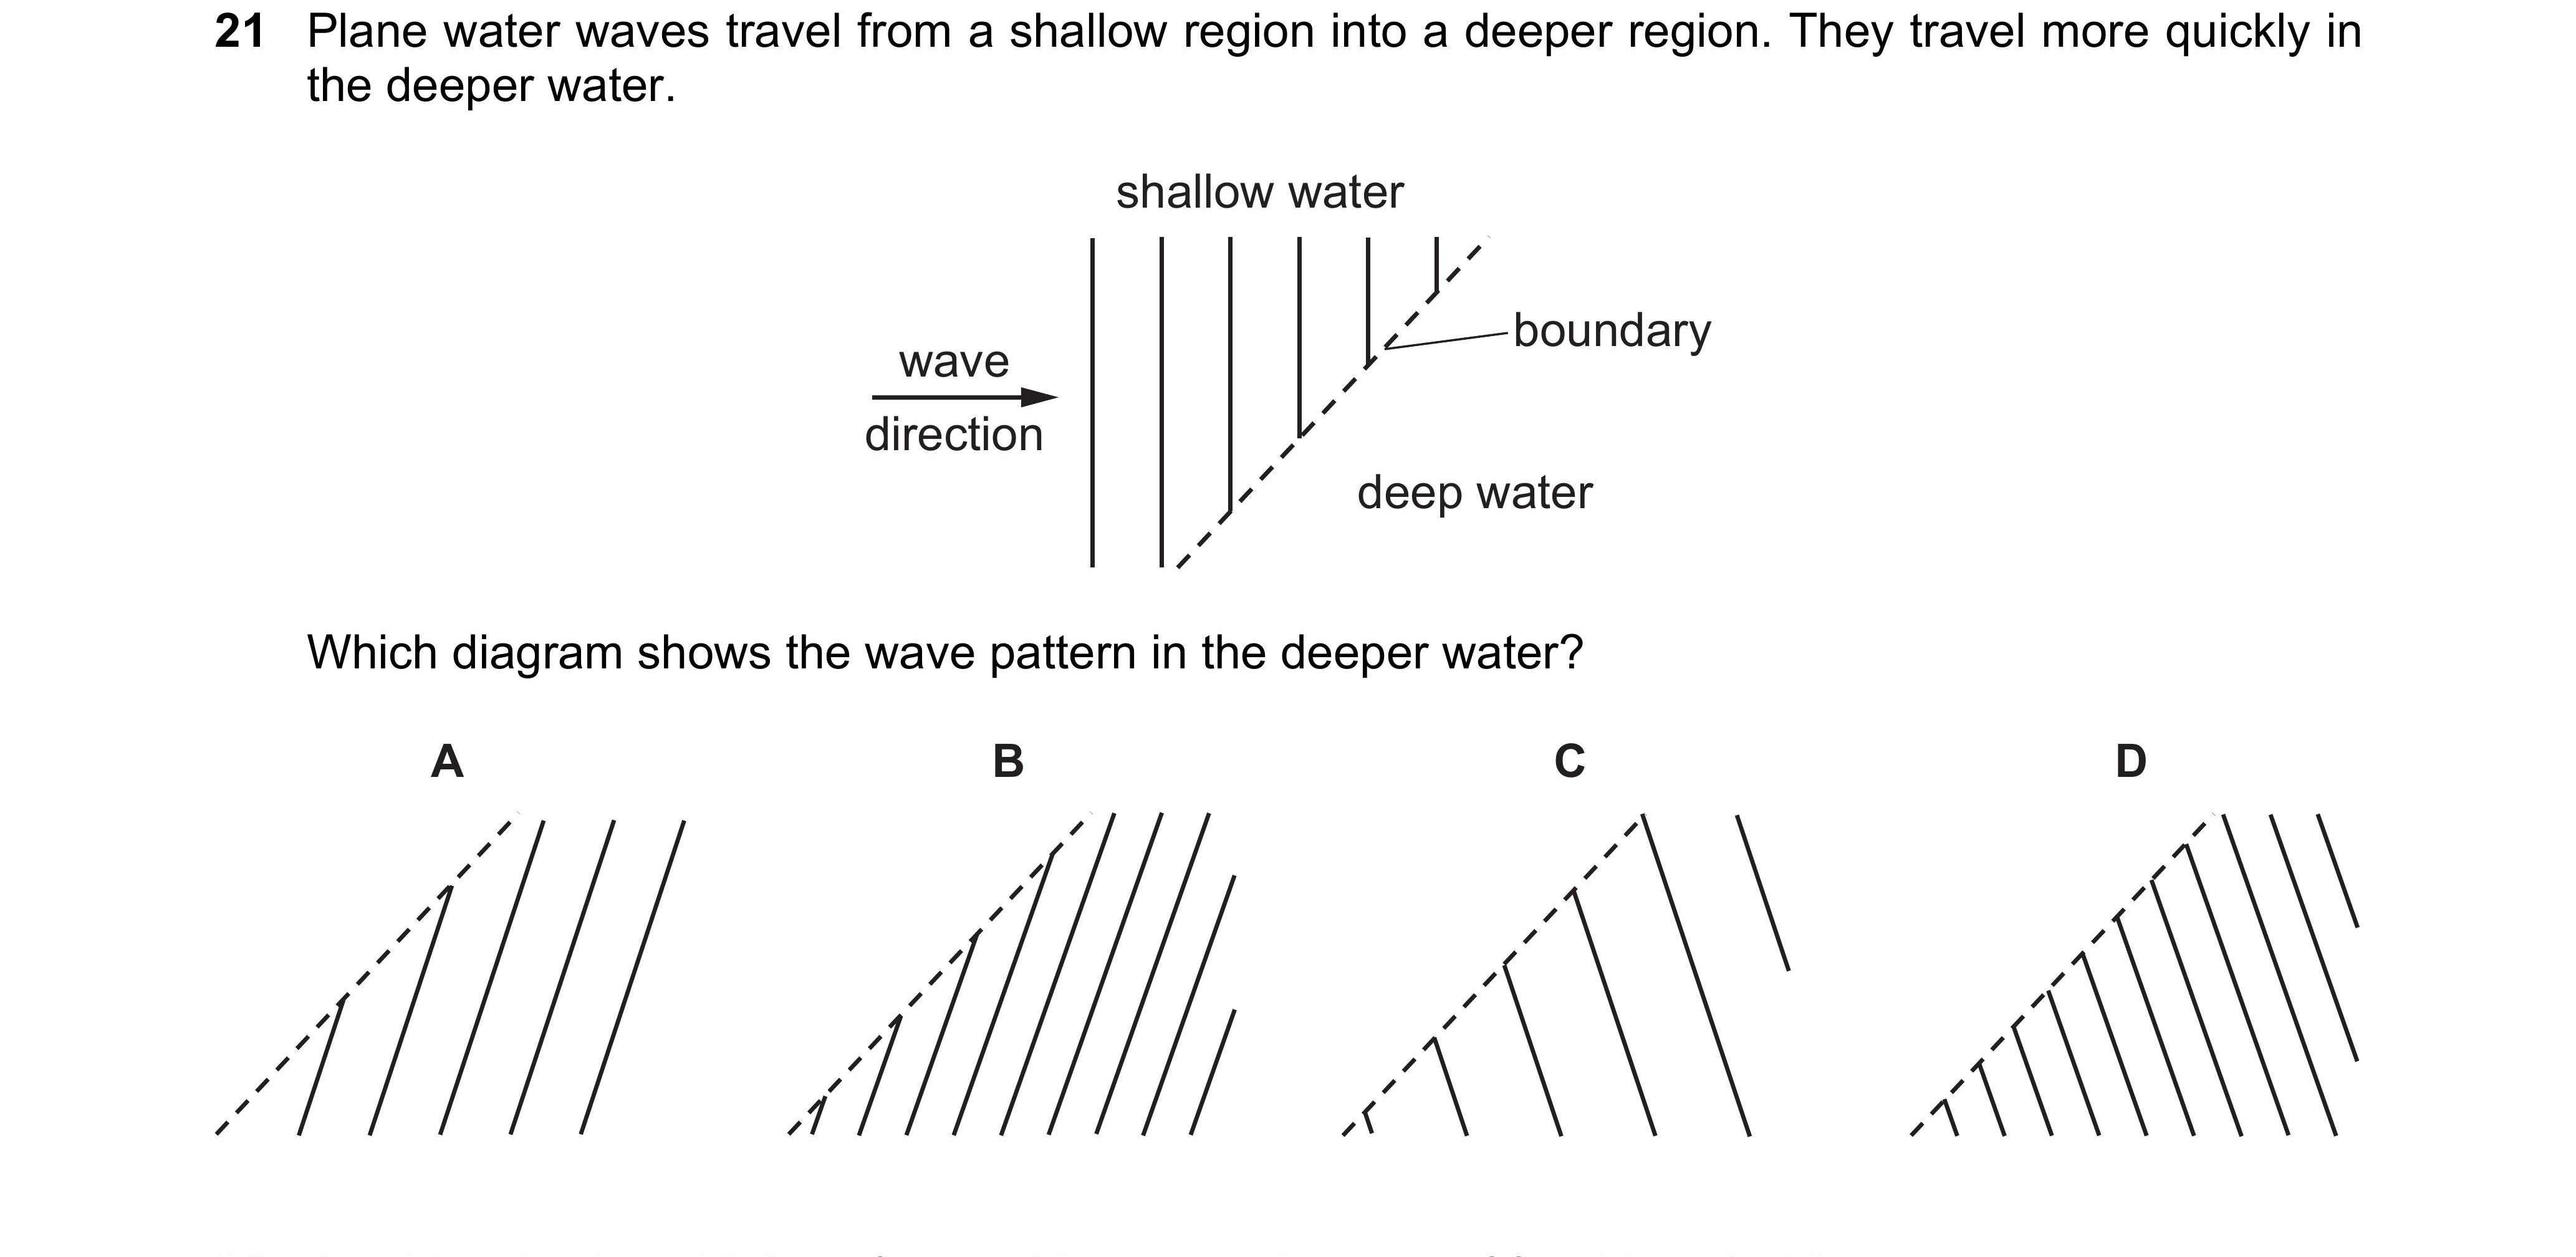 21 Plane water waves travel from a shallow region into a deeper region. They travel more quickly in
the deeper water.
shallow water
boundary
wave
direction
deep water
Which diagram shows the wave pattern in the deeper water?
A B C D